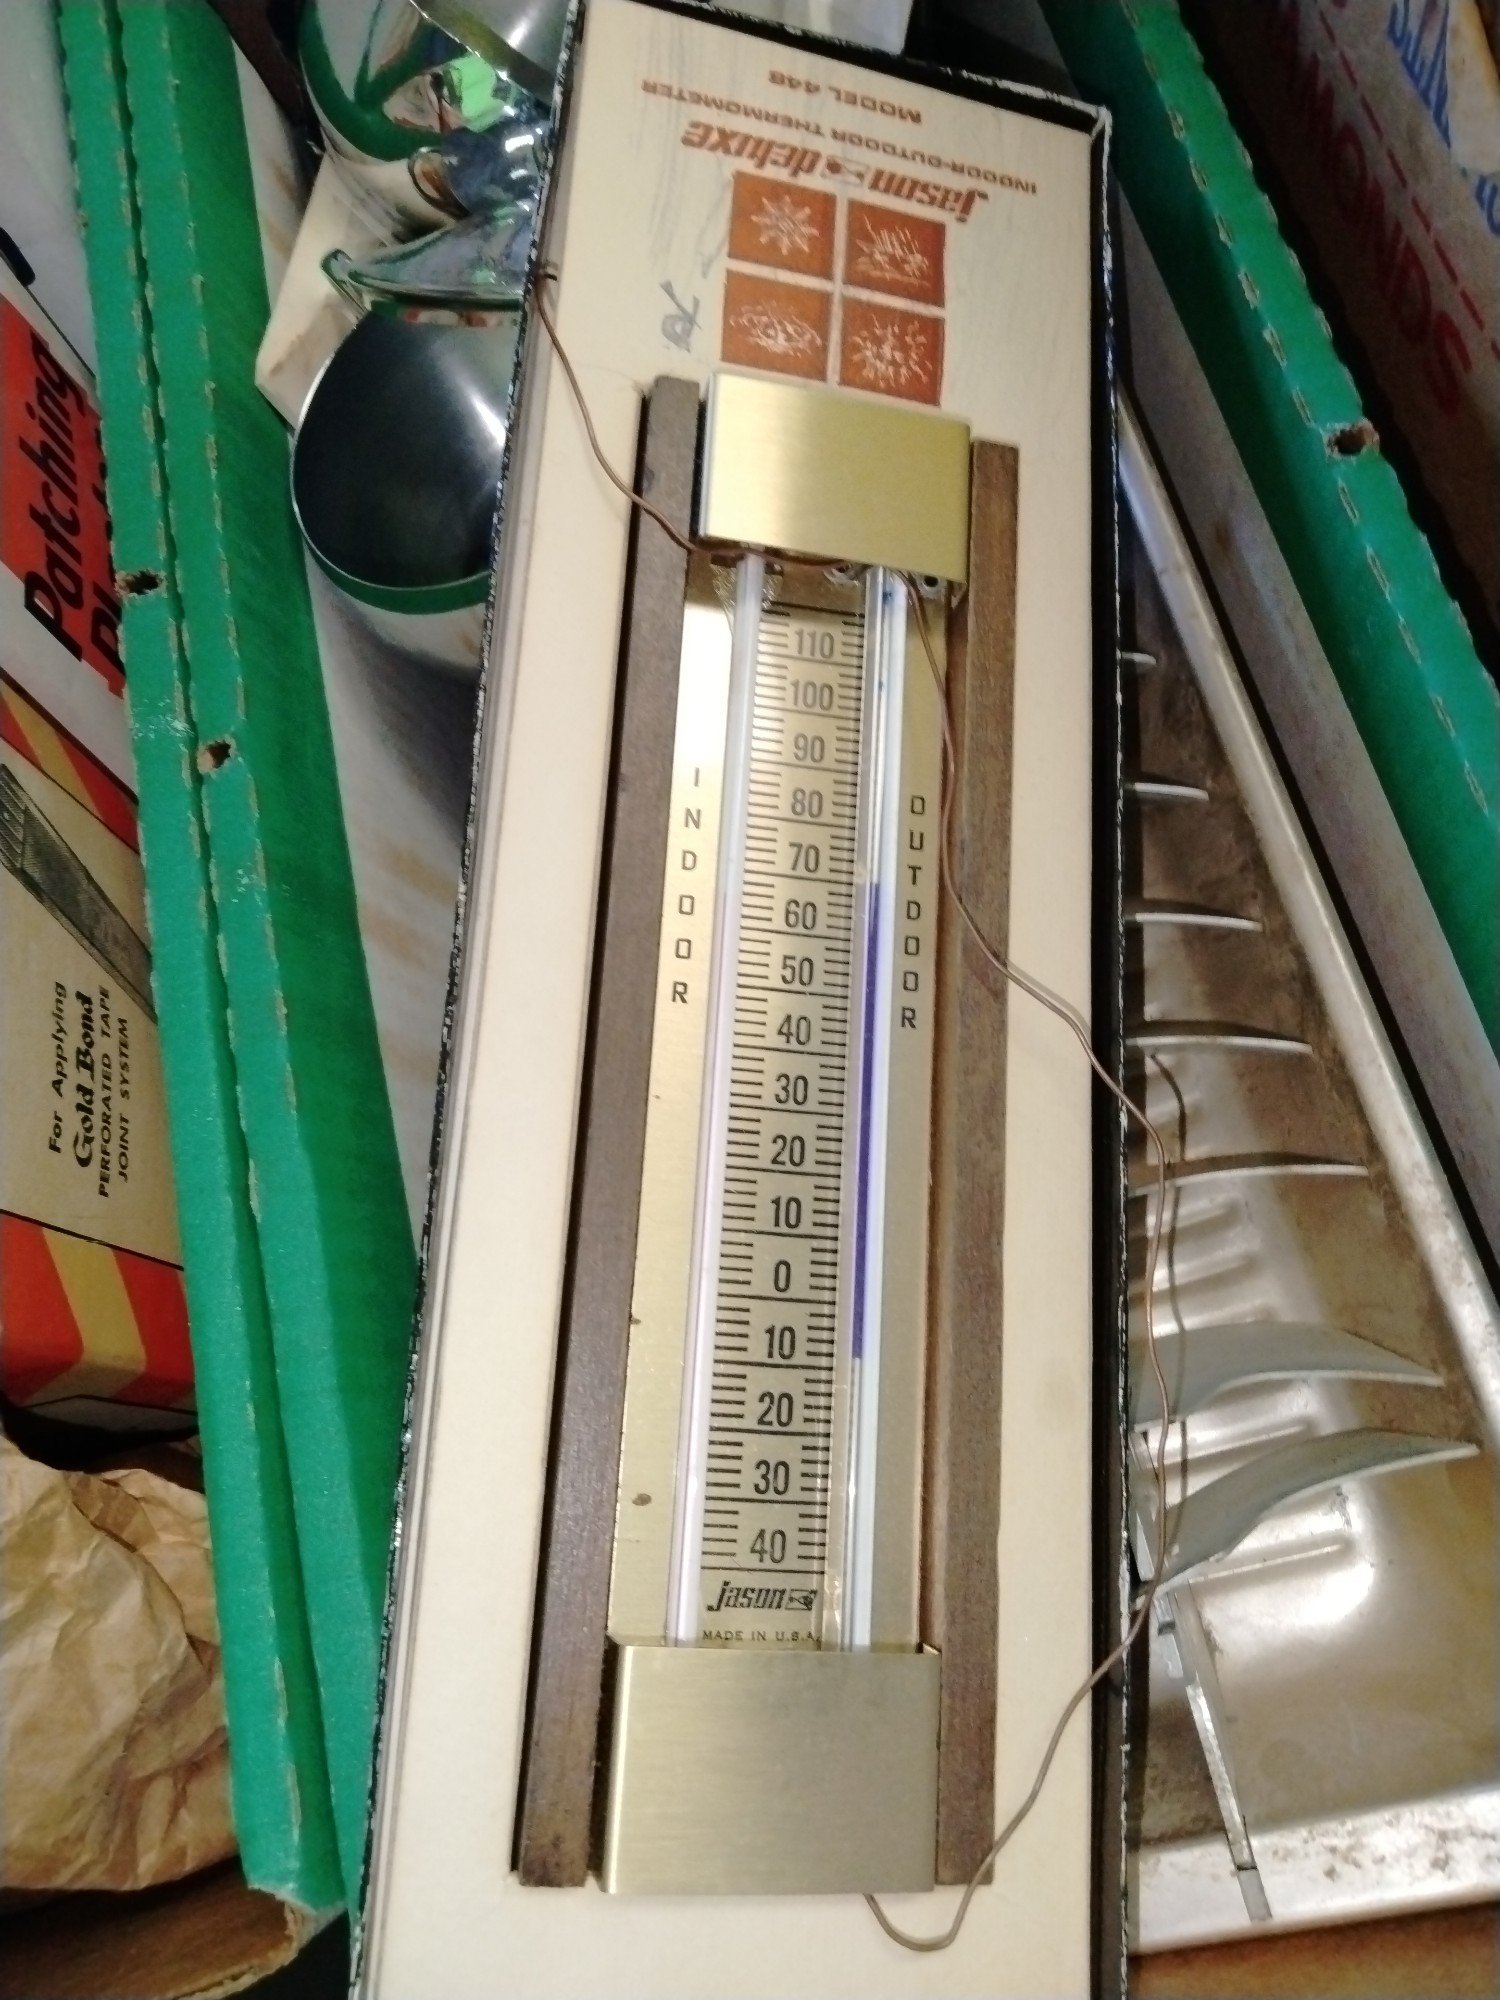 MODEL 448
INDOOR-OUTDOOR THERMOMETER
jason deluxe
OK
INDOOR
OUTDOOR
110
100
90
80
70
60
50
40
30
20
10
0
10
20
30
40
jason
MADE IN U.S.A.
Patching
For Applying
Gold Bond
PERFORATED TAPE
JOINT SYSTEM